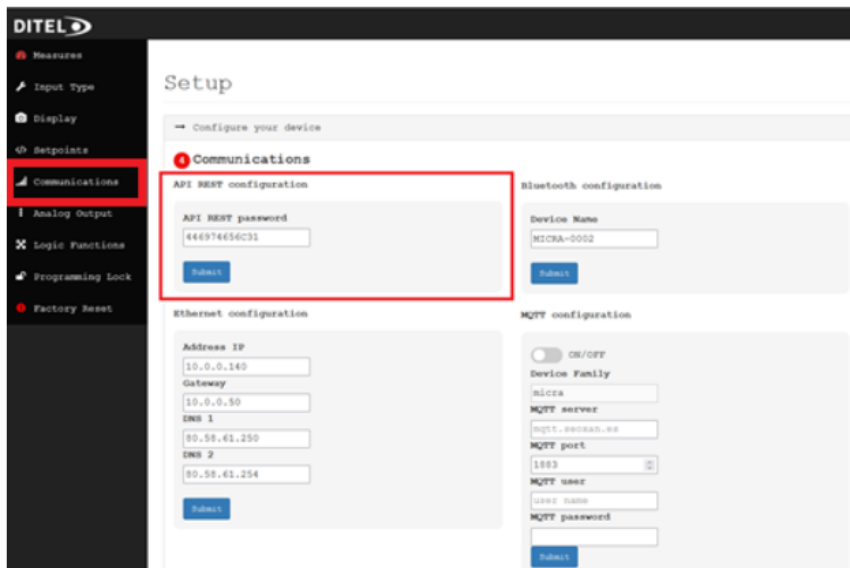 DITEL
Measures
Input Type
Display
Setpoints
Communications
Analog Output
Logic Functions
Programming Lock
Factory Reset
Setup
→ Configure your device
4 Communications
API REST configuration
API REST password
446974656C31
Submit
Bluetooth configuration
Device Name
MICRA-0002
Submit
Ethernet configuration
Address IP
10.0.0.140
Gateway
10.0.0.50
DNS 1
80.58.61.250
DNS 2
80.58.61.254
Submit
MQTT configuration
ON/OFF
Device Family
micra
MQTT server
mqtt.seoxan.es
MQTT port
1883
MQTT user
user name
MQTT password
Submit